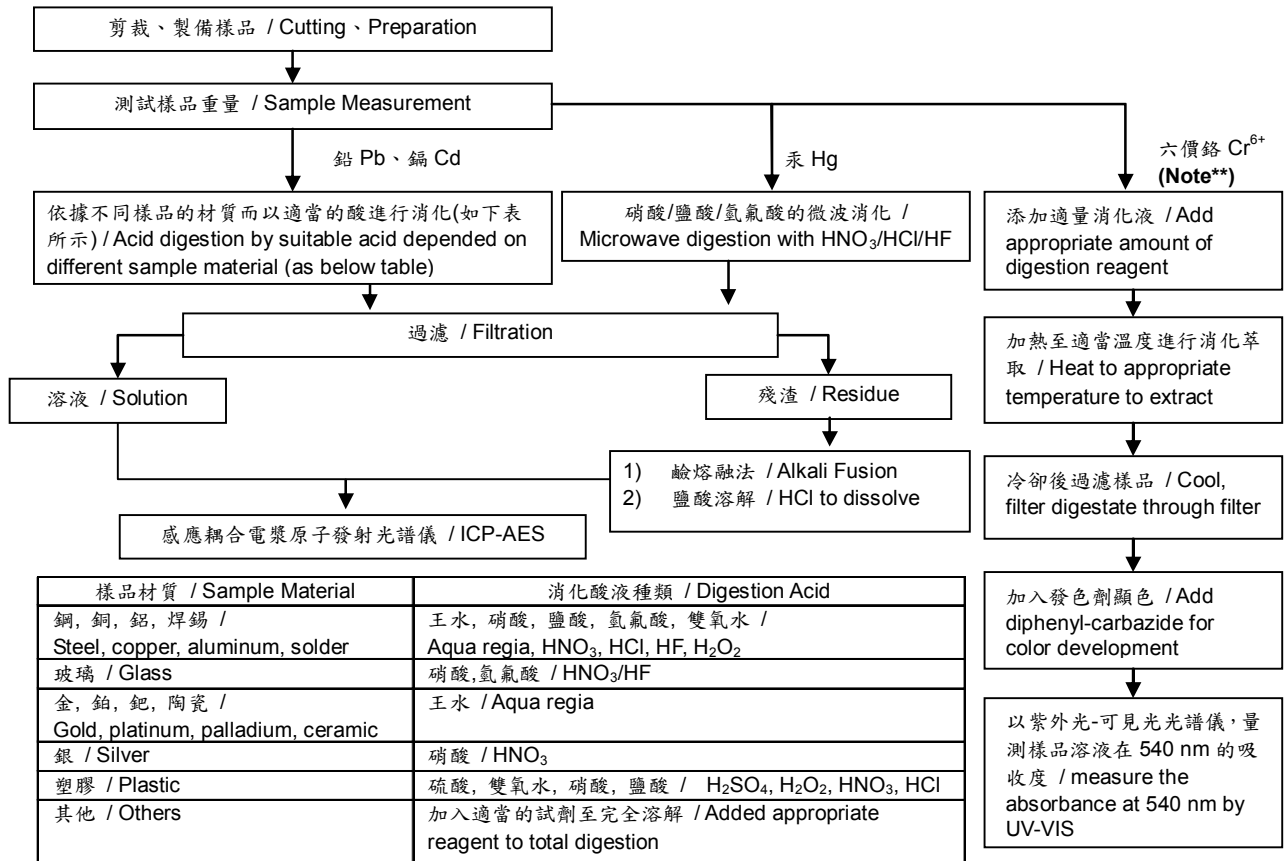 剪裁、製備樣品 / Cutting、Preparation
測試樣品重量 / Sample Measurement
鉛 Pb、鎘 Cd
汞 Hg
六價鉻 Cr⁶⁺
(Note**)
依據不同樣品的材質而以適當的酸進行消化(如下表
所示) / Acid digestion by suitable acid depended on
different sample material (as below table)
硝酸/鹽酸/氫氟酸的微波消化 /
Microwave digestion with HNO₃/HCl/HF
添加適量消化液 / Add
appropriate amount of
digestion reagent
過濾 / Filtration
加熱至適當溫度進行消化萃
取 / Heat to appropriate
temperature to extract
溶液 / Solution
殘渣 / Residue
1) 鹼熔融法 / Alkali Fusion
2) 鹽酸溶解 / HCl to dissolve
冷卻後過濾樣品 / Cool,
filter digestate through filter
感應耦合電漿原子發射光譜儀 / ICP-AES
加入發色劑顯色 / Add
diphenyl-carbazide for
color development
以紫外光-可見光光譜儀，量
測樣品溶液在 540 nm 的吸
收度 / measure the
absorbance at 540 nm by
UV-VIS
樣品材質 / Sample Material 消化酸液種類 / Digestion Acid
鋼, 銅, 鋁, 焊錫 / 王水, 硝酸, 鹽酸, 氫氟酸, 雙氧水 /
Steel, copper, aluminum, solder Aqua regia, HNO₃, HCl, HF, H₂O₂
玻璃 / Glass 硝酸,氫氟酸 / HNO₃/HF
金, 鉑, 鈀, 陶瓷 / 王水 / Aqua regia
Gold, platinum, palladium, ceramic
銀 / Silver 硝酸 / HNO₃
塑膠 / Plastic 硫酸, 雙氧水, 硝酸, 鹽酸 / H₂SO₄, H₂O₂, HNO₃, HCl
其他 / Others 加入適當的試劑至完全溶解 / Added appropriate
reagent to total digestion